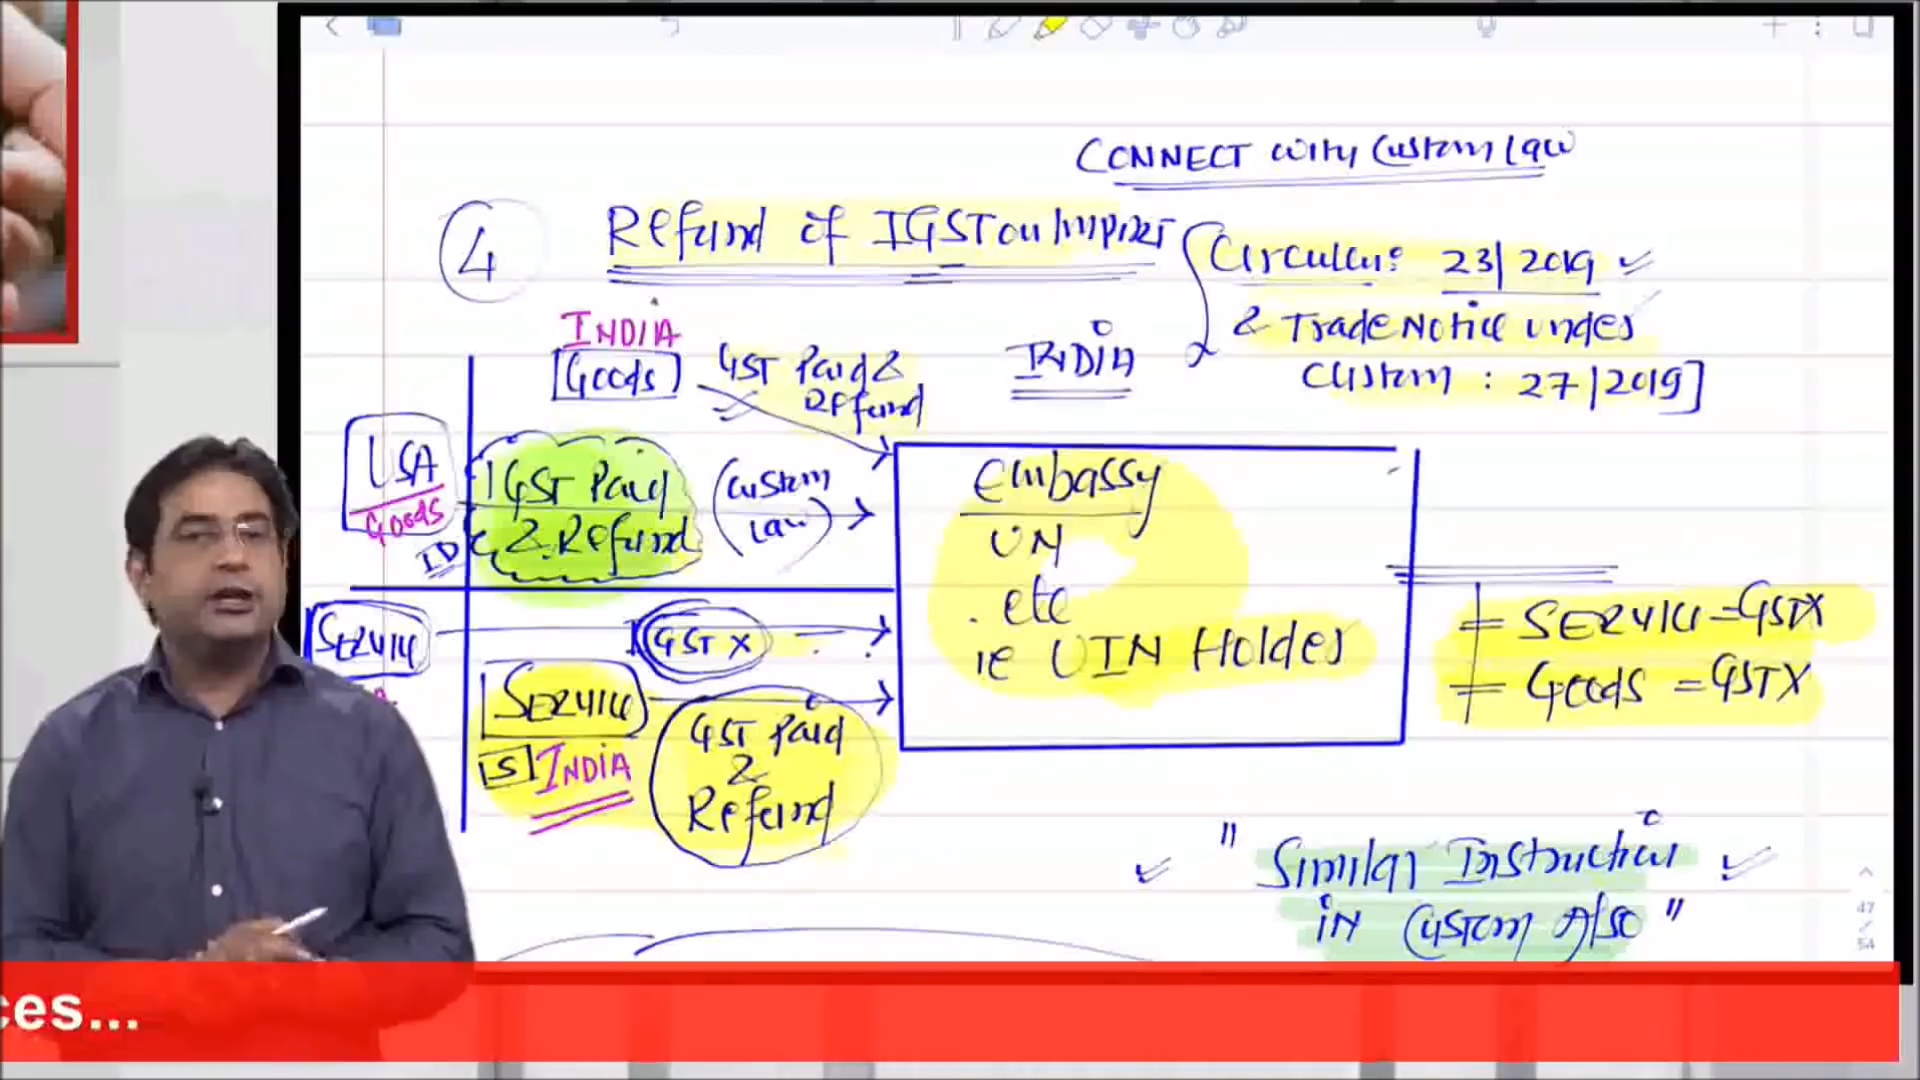 CONNECT with Custom Law
4
Refund of IGST on Import
Circular: 23/2019
& Trade Notice under
Custom : 27/2019]
INDIA
[Goods]
GST Paid &
Refund
INDIA
USA
Goods
IGST Paid
& Refund
Custom
Law
Embassy
UN
etc
ie UIN Holder
SERVICE
GST X
SERVICE
INDIA
GST Paid
&
Refund
= SERVICE = GST X
= Goods = GST X
" Similar Instruction
in Custom also "
47
54
ces...